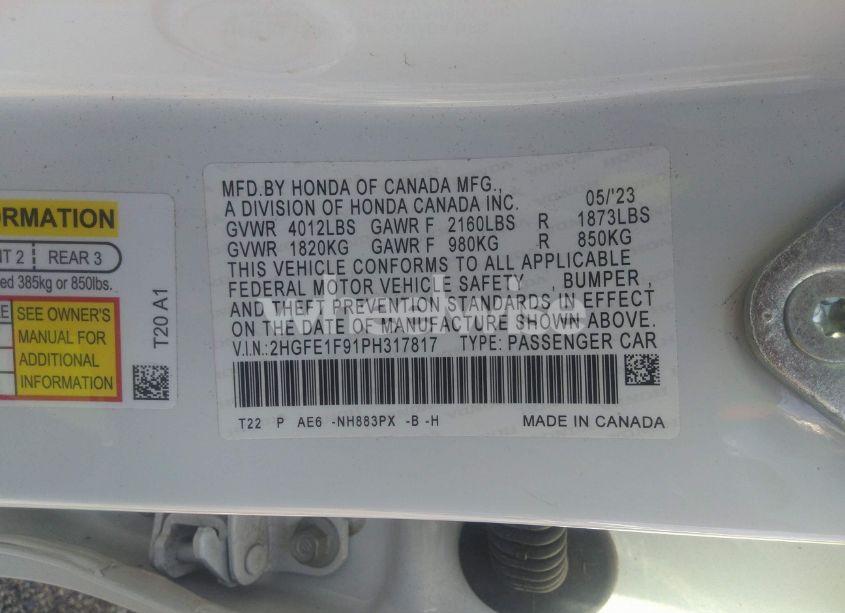 ORMATION
NT 2 REAR 3
ed 385kg or 850lbs.
SEE OWNER'S
MANUAL FOR
ADDITIONAL
INFORMATION
T20 A1
MFD.BY HONDA OF CANADA MFG.,
A DIVISION OF HONDA CANADA INC. 05/'23
GVWR 4012LBS GAWR F 2160LBS R 1873LBS
GVWR 1820KG GAWR F 980KG R 850KG
THIS VEHICLE CONFORMS TO ALL APPLICABLE
FEDERAL MOTOR VEHICLE SAFETY , BUMPER ,
AND THEFT PREVENTION STANDARDS IN EFFECT
ON THE DATE OF MANUFACTURE SHOWN ABOVE.
V.I.N.:2HGFE1F91PH317817 TYPE: PASSENGER CAR
T22 P AE6 -NH883PX -B -H MADE IN CANADA